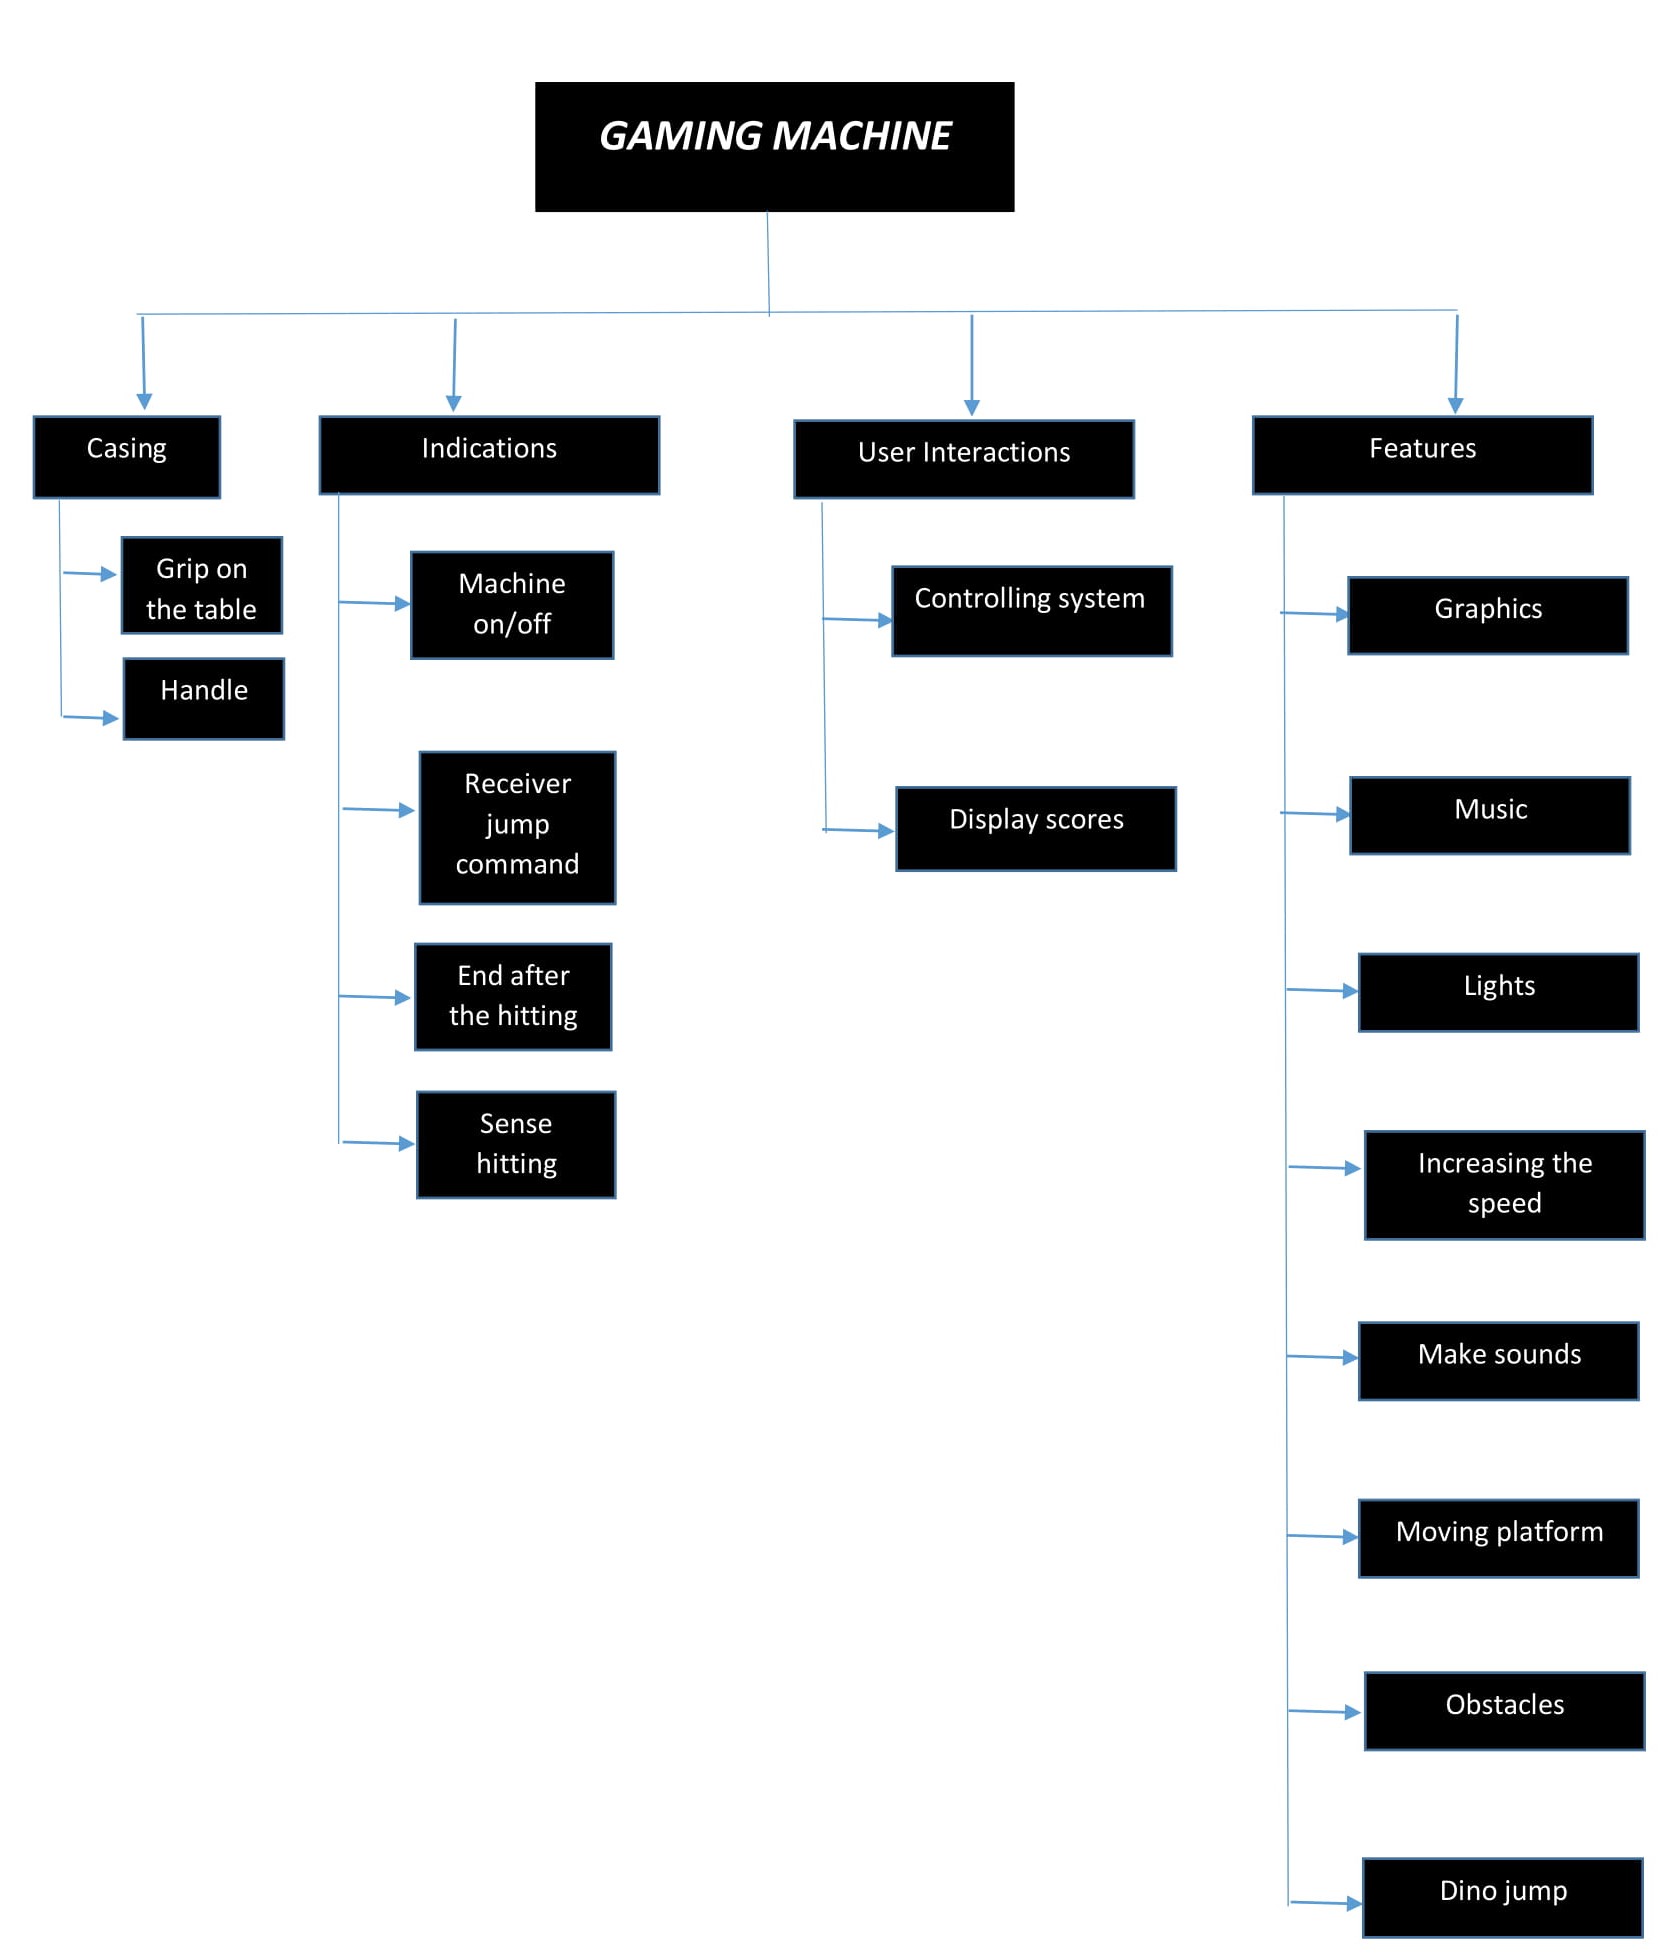 GAMING MACHINE
Casing
Grip on
the table
Handle
Indications
Machine
on/off
Receiver
jump
command
End after
the hitting
Sense
hitting
User Interactions
Controlling system
Display scores
Features
Graphics
Music
Lights
Increasing the
speed
Make sounds
Moving platform
Obstacles
Dino jump